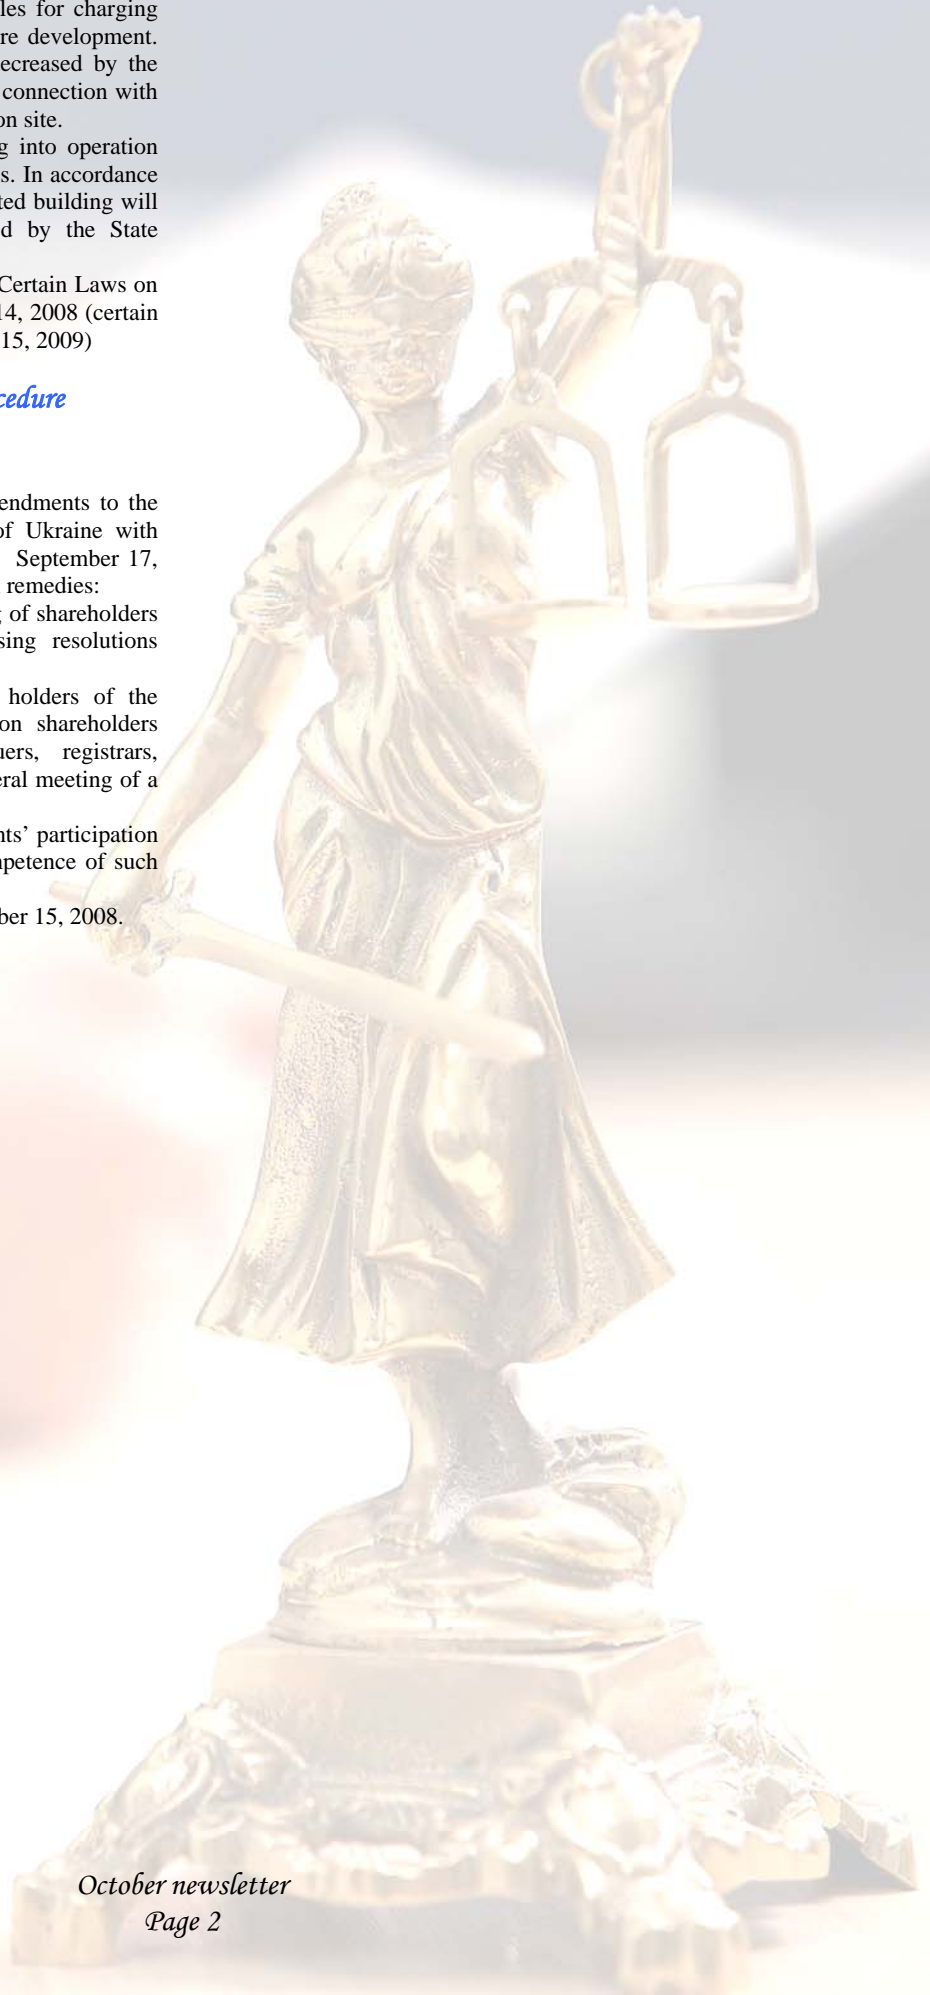 les for charging
re development.
ecreased by the
connection with
on site.
g into operation
s. In accordance
ted building will
d by the State
Certain Laws on
14, 2008 (certain
15, 2009)
cedure
endments to the
of Ukraine with
September 17,
remedies:
g of shareholders
sing resolutions
holders of the
on shareholders
uers, registrars,
eral meeting of a
nts’ participation
npetence of such
ber 15, 2008.
October newsletter
Page 2